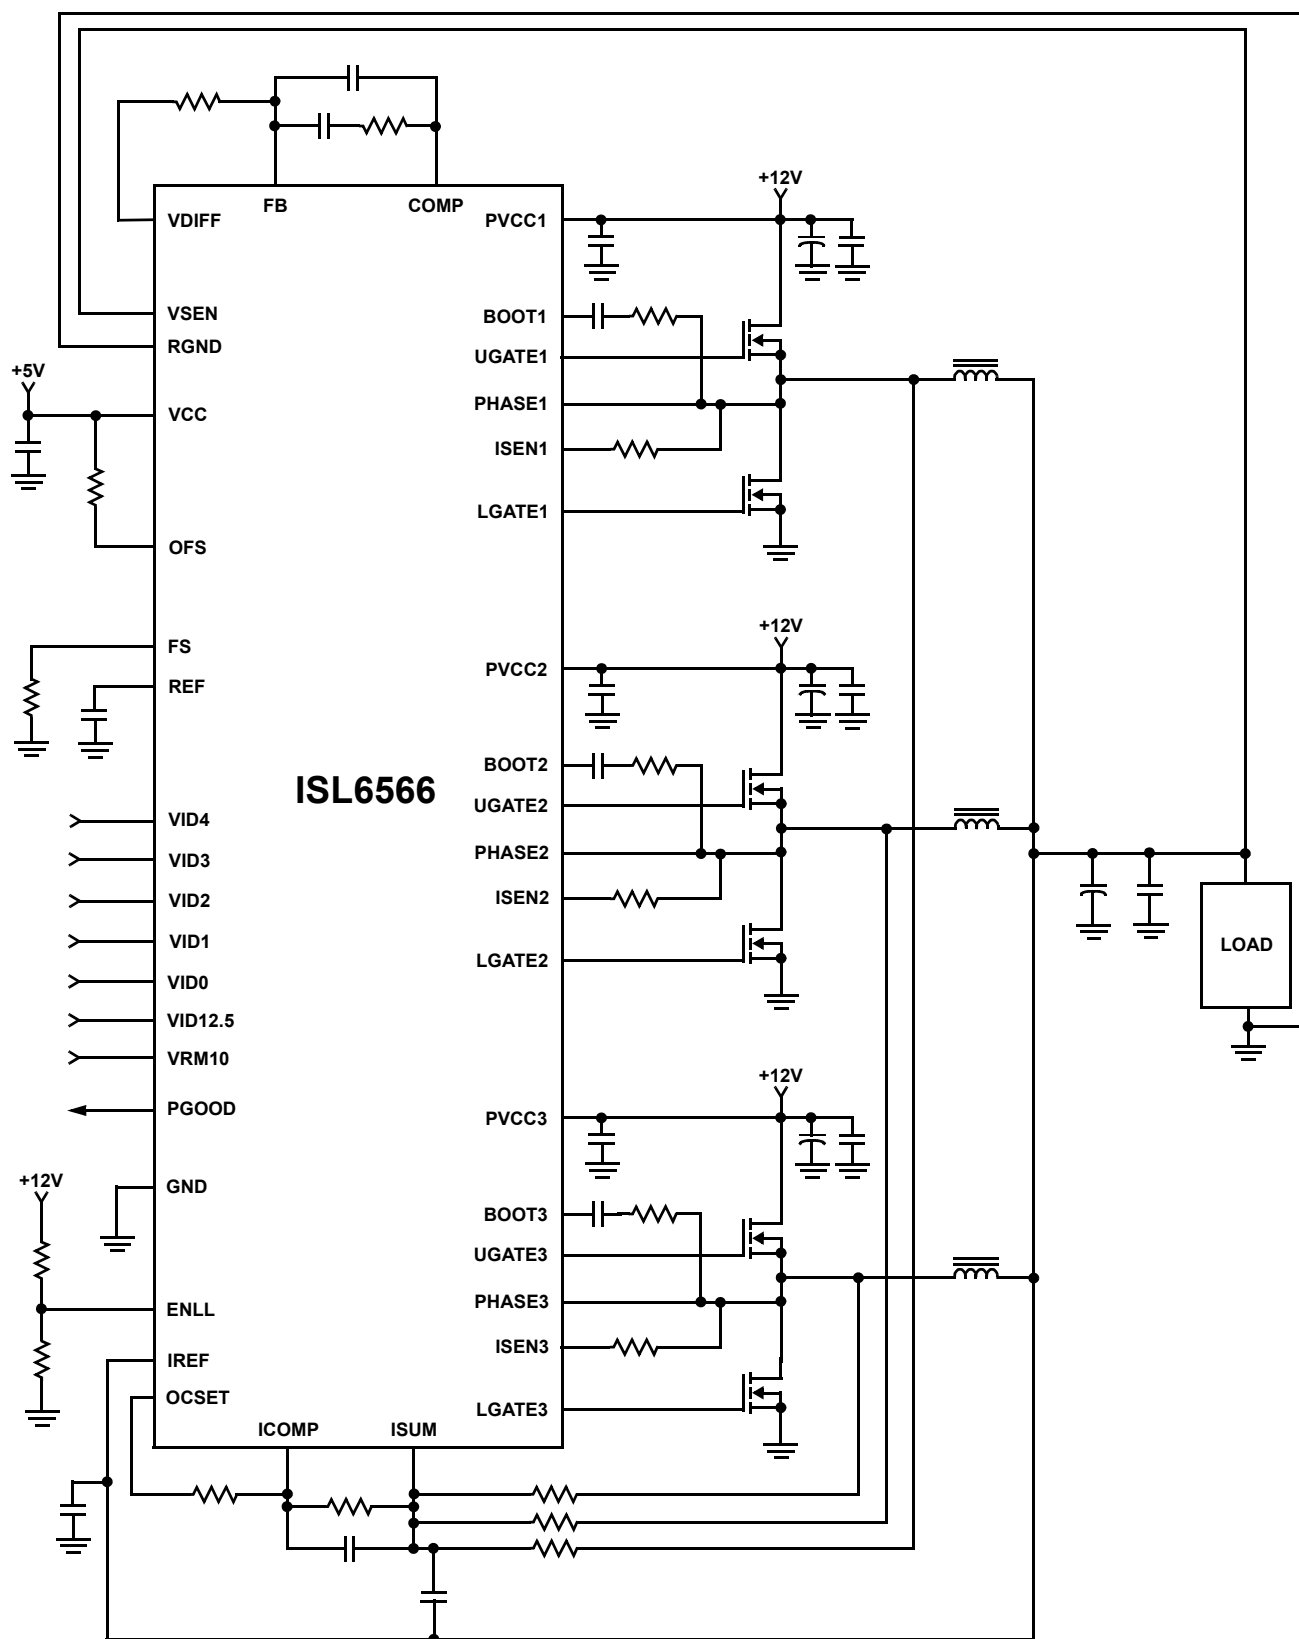 FB
COMP
VDIFF
VSEN
RGND
+5V
VCC
OFS
FS
REF
ISL6566
VID4
VID3
VID2
VID1
VID0
VID12.5
VRM10
PGOOD
GND
+12V
ENLL
IREF
OCSET
ICOMP
ISUM
+12V
PVCC1
BOOT1
UGATE1
PHASE1
ISEN1
LGATE1
+12V
PVCC2
BOOT2
UGATE2
PHASE2
ISEN2
LGATE2
+12V
PVCC3
BOOT3
UGATE3
PHASE3
ISEN3
LGATE3
LOAD